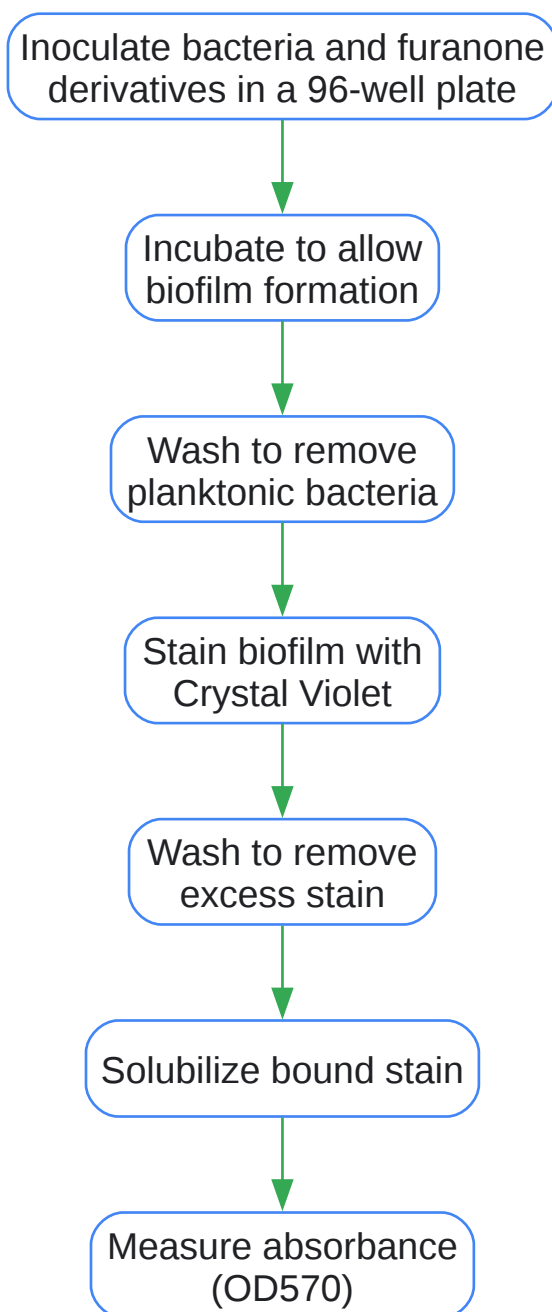 Inoculate bacteria and furanone
derivatives in a 96-well plate
Incubate to allow
biofilm formation
Wash to remove
planktonic bacteria
Stain biofilm with
Crystal Violet
Wash to remove
excess stain
Solubilize bound stain
Measure absorbance
(OD570)